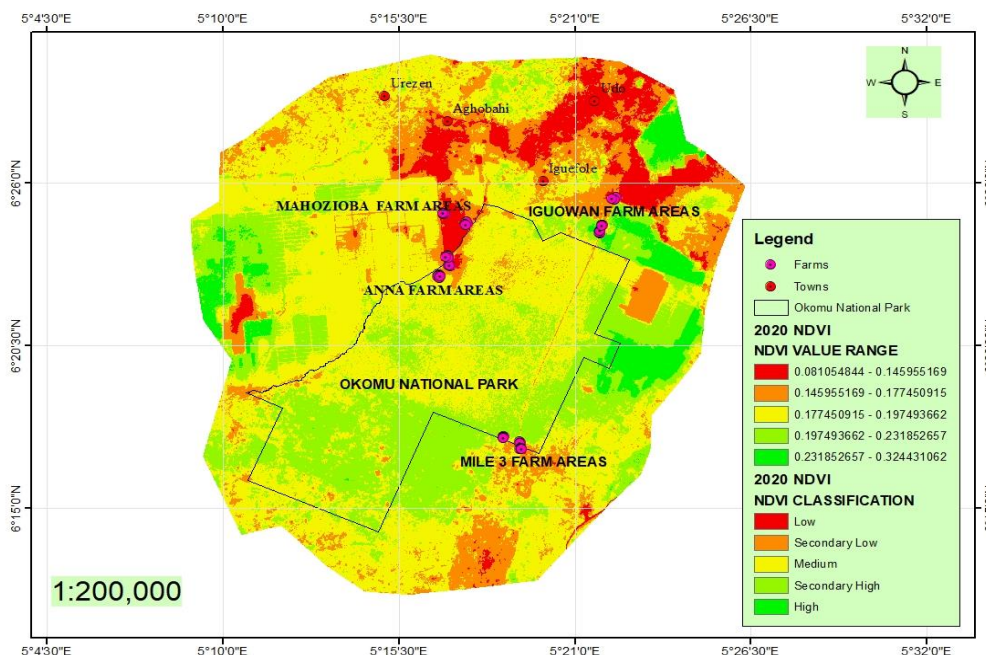 5°4'30"E 5°10'0"E 5°15'30"E 5°21'0"E 5°26'30"E 5°32'0"E
N
W E
S
Urezen
Udo
Aghobahi
Iguefole
6°26'0"N
MAHOZIOBA FARM AREAS
IGUOWAN FARM AREAS
ANNA FARM AREAS
6°20'30"N
OKOMU NATIONAL PARK
MILE 3 FARM AREAS
6°15'0"N
1:200,000
Legend
Farms
Towns
Okomu National Park
2020 NDVI
NDVI VALUE RANGE
0.081054844 - 0.145955169
0.145955169 - 0.177450915
0.177450915 - 0.197493662
0.197493662 - 0.231852657
0.231852657 - 0.324431062
2020 NDVI
NDVI CLASSIFICATION
Low
Secondary Low
Medium
Secondary High
High
5°4'30"E 5°10'0"E 5°15'30"E 5°21'0"E 5°26'30"E 5°32'0"E